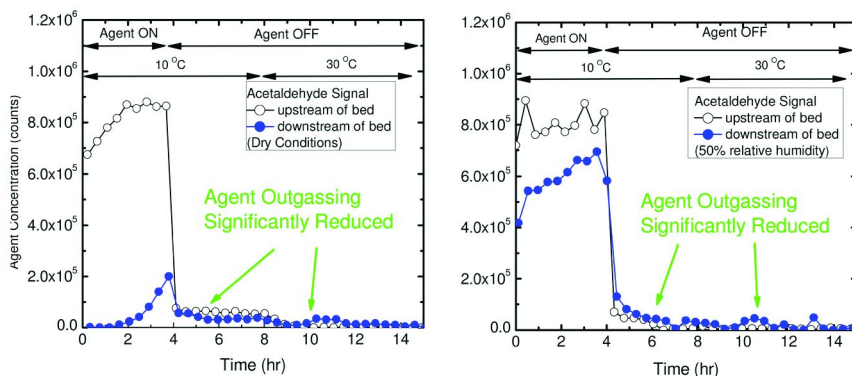 Agent ON
Agent OFF
10 °C
30 °C
Acetaldehyde Signal
upstream of bed
downstream of bed
(Dry Conditions)
Agent Outgassing
Significantly Reduced
1.2x10^6
1.0x10^6
8.0x10^5
6.0x10^5
4.0x10^5
2.0x10^5
0.0
0 2 4 6 8 10 12 14
Time (hr)
Agent Concentration (counts)
Agent ON
Agent OFF
10 °C
30 °C
Acetaldehyde Signal
upstream of bed
downstream of bed
(50% relative humidity)
Agent Outgassing
Significantly Reduced
1.2x10^6
1.0x10^6
8.0x10^5
6.0x10^5
4.0x10^5
2.0x10^5
0.0
0 2 4 6 8 10 12 14
Time (hr)